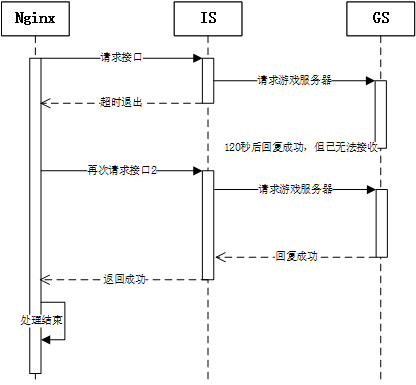 Nginx
IS
GS
请求接口
请求游戏服务器
超时退出
120秒后回复成功，但已无法接收
再次请求接口2
请求游戏服务器
回复成功
返回成功
处理结束